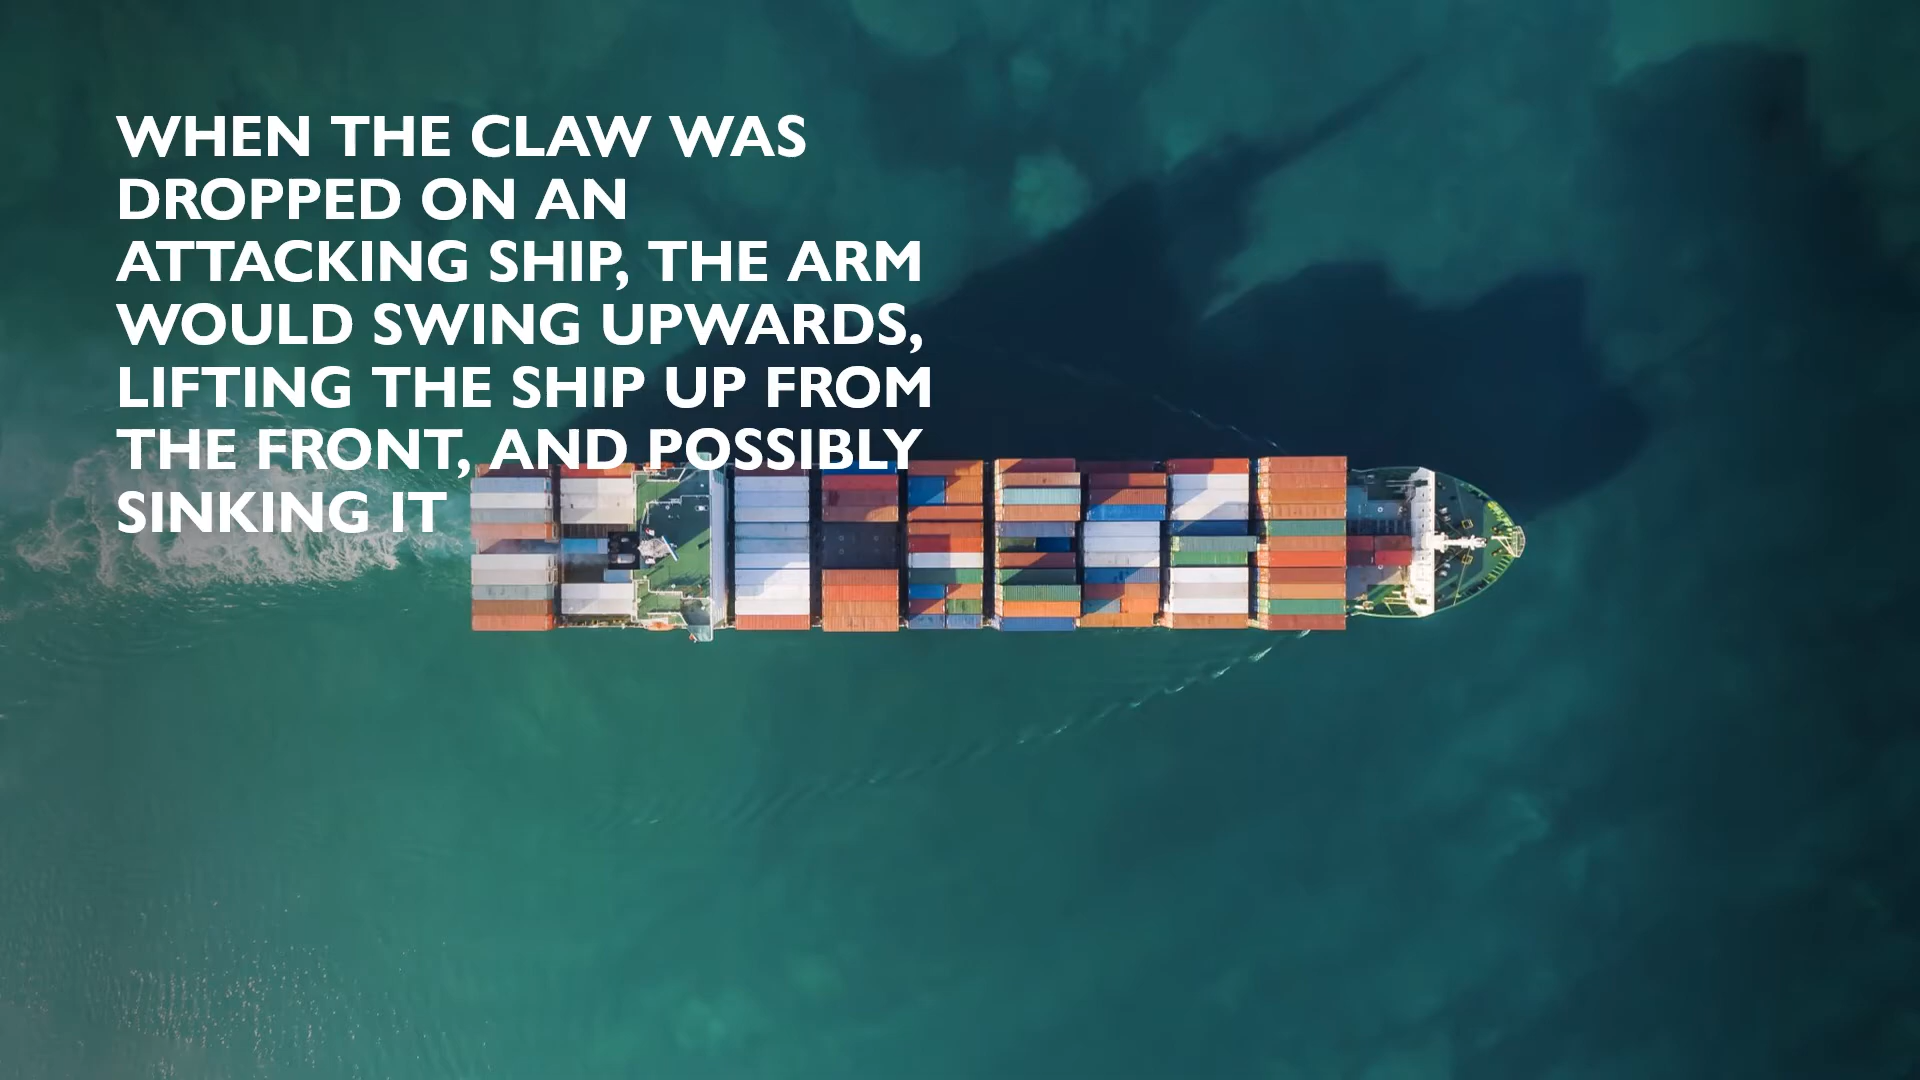 WHEN THE CLAW WAS
DROPPED ON AN
ATTACKING SHIP, THE ARM
WOULD SWING UPWARDS,
LIFTING THE SHIP UP FROM
THE FRONT, AND POSSIBLY
SINKING IT